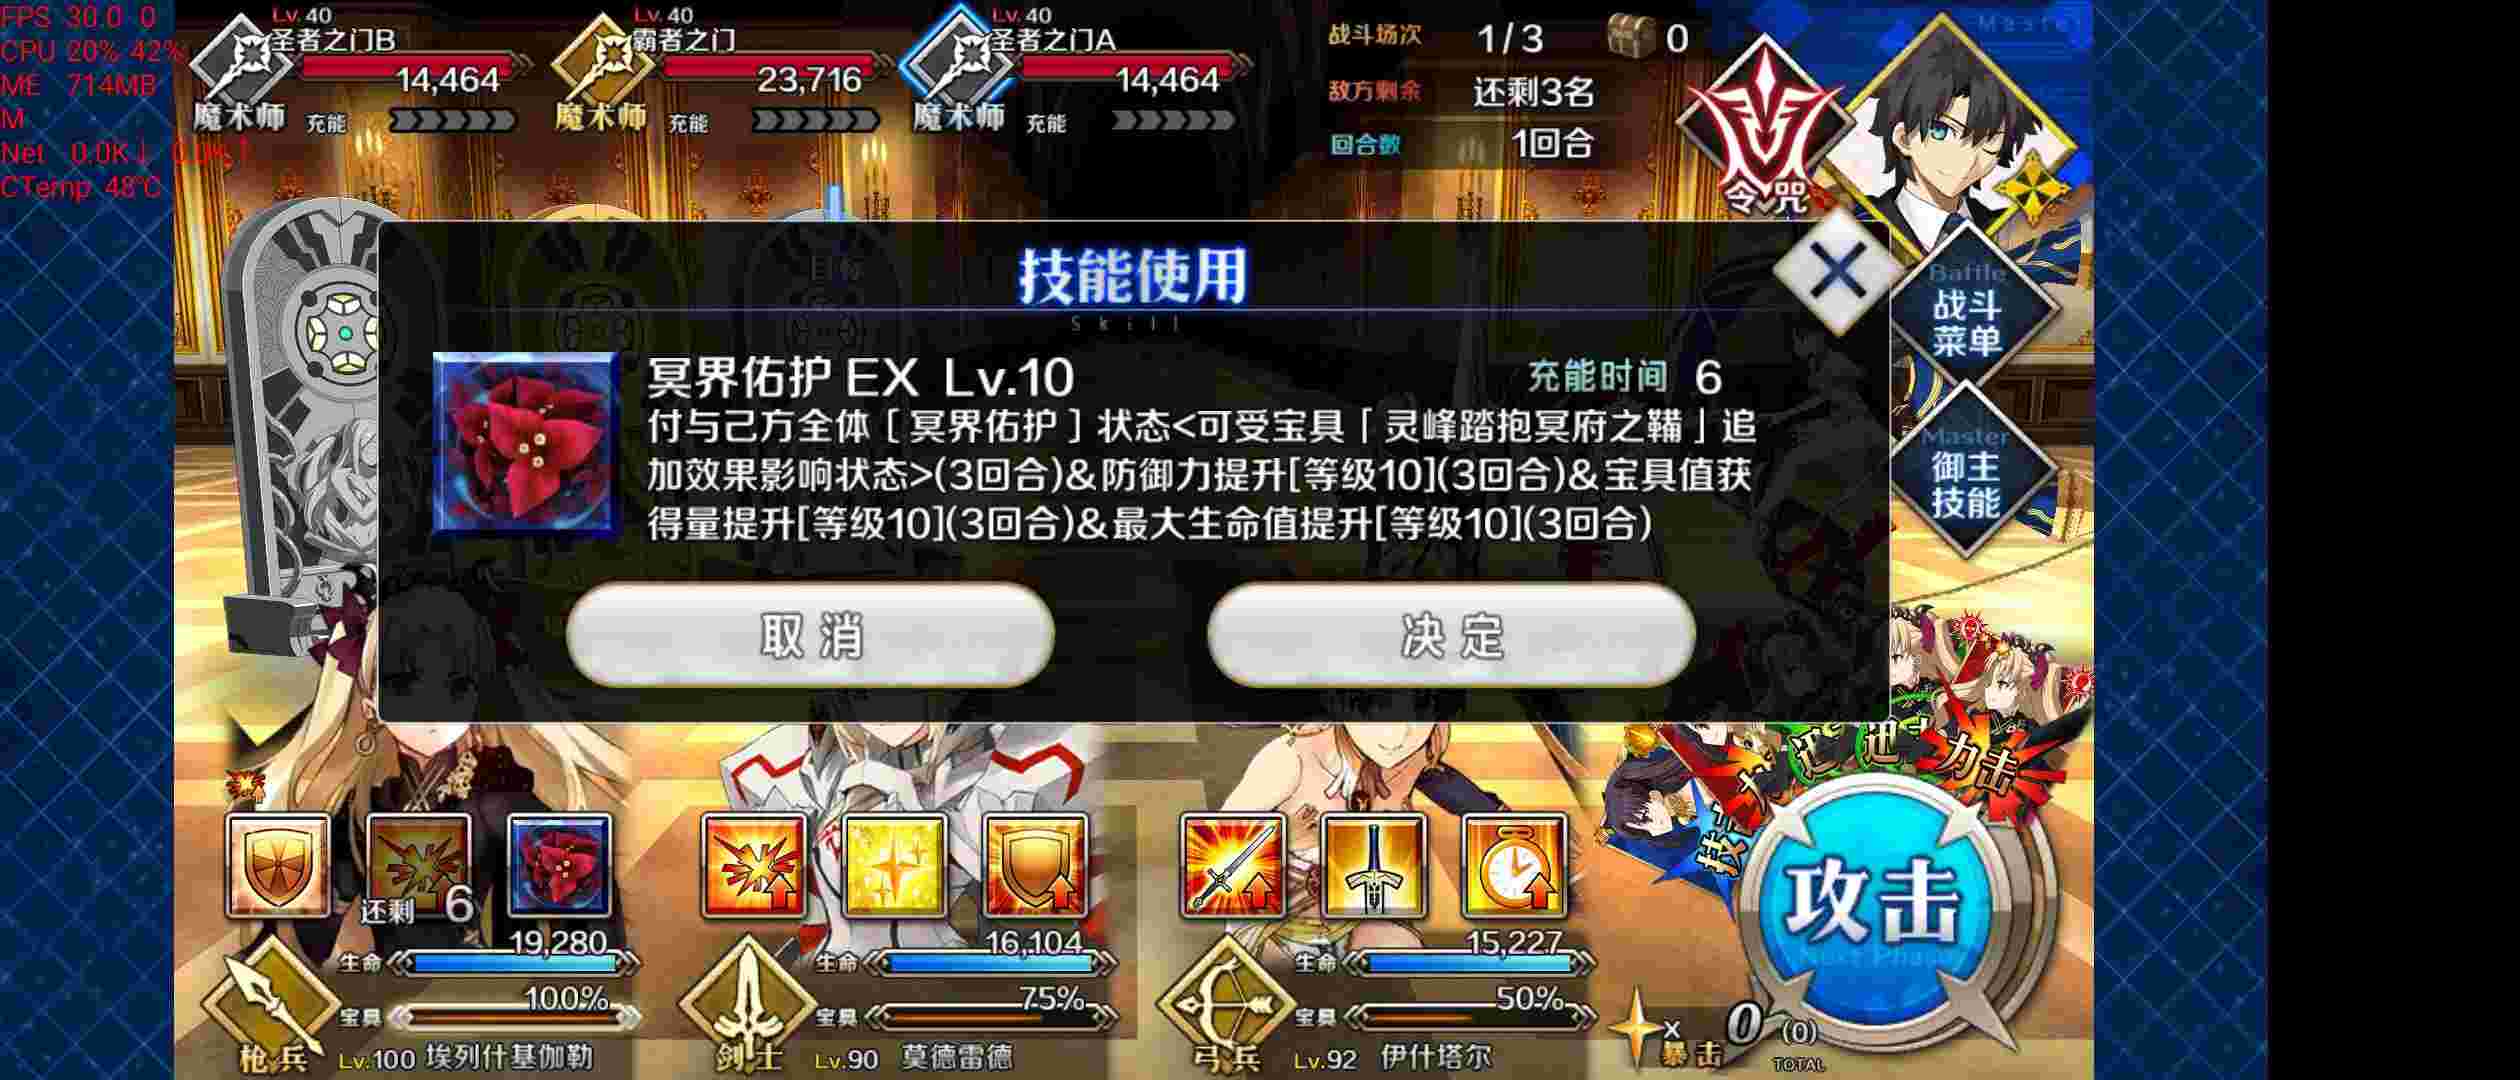 FPS 30.0 0
CPU 20% 42%
ME 714MB
M
Net 0.0K↓ 0.0K↑
CTemp 48°C
Lv.40
圣者之门B
14,464
魔术师 充能
Lv.40
霸者之门
23,716
魔术师 充能
Lv.40
圣者之门A
14,464
魔术师 充能
战斗场次 1/3 0
敌方剩余 还剩3名
回合数 1回合
Master
令咒
Battle
战斗
菜单
Master
御主
技能
技能使用
Skill
冥界佑护 EX Lv.10 充能时间 6
付与己方全体［冥界佑护］状态<可受宝具「灵峰踏抱冥府之鞴」追
加效果影响状态>(3回合)&防御力提升[等级10](3回合)&宝具值获
得量提升[等级10](3回合)&最大生命值提升[等级10](3回合)
取消
决定
迅
迅
力击
技击
攻击
Next Phase
还剩 6
生命 19,280
宝具 100%
枪兵 Lv.100 埃列什基伽勒
生命 16,104
宝具 75%
剑士 Lv.90 莫德雷德
生命 15,227
宝具 50%
弓兵 Lv.92 伊什塔尔
x 0 (0)
暴击 TOTAL